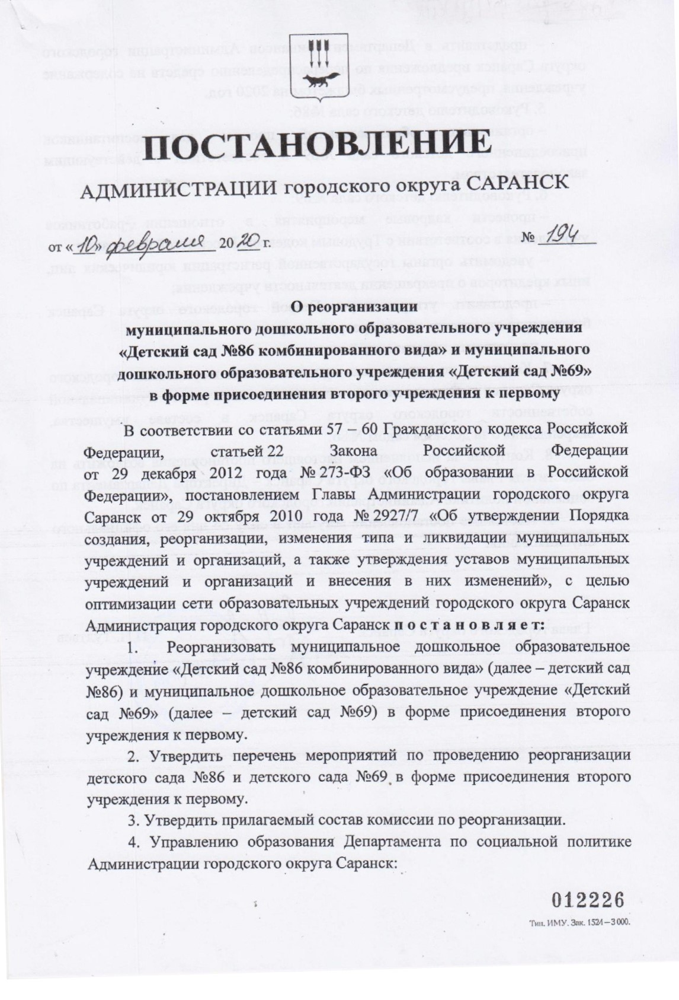 ПОСТАНОВЛЕНИЕ
АДМИНИСТРАЦИИ городского округа САРАНСК
от «10» февраля 2020 г. № 194
О реорганизации
муниципального дошкольного образовательного учреждения
«Детский сад №86 комбинированного вида» и муниципального
дошкольного образовательного учреждения «Детский сад №69»
в форме присоединения второго учреждения к первому
В соответствии со статьями 57 – 60 Гражданского кодекса Российской
Федерации, статьей 22 Закона Российской Федерации
от 29 декабря 2012 года № 273-ФЗ «Об образовании в Российской
Федерации», постановлением Главы Администрации городского округа
Саранск от 29 октября 2010 года № 2927/7 «Об утверждении Порядка
создания, реорганизации, изменения типа и ликвидации муниципальных
учреждений и организаций, а также утверждения уставов муниципальных
учреждений и организаций и внесения в них изменений», с целью
оптимизации сети образовательных учреждений городского округа Саранск
Администрация городского округа Саранск п о с т а н о в л я е т:
1. Реорганизовать муниципальное дошкольное образовательное
учреждение «Детский сад №86 комбинированного вида» (далее – детский сад
№86) и муниципальное дошкольное образовательное учреждение «Детский
сад №69» (далее – детский сад №69) в форме присоединения второго
учреждения к первому.
2. Утвердить перечень мероприятий по проведению реорганизации
детского сада №86 и детского сада №69 в форме присоединения второго
учреждения к первому.
3. Утвердить прилагаемый состав комиссии по реорганизации.
4. Управлению образования Департамента по социальной политике
Администрации городского округа Саранск:
012226
Тип. ИМУ. Зак. 1524–3 000.